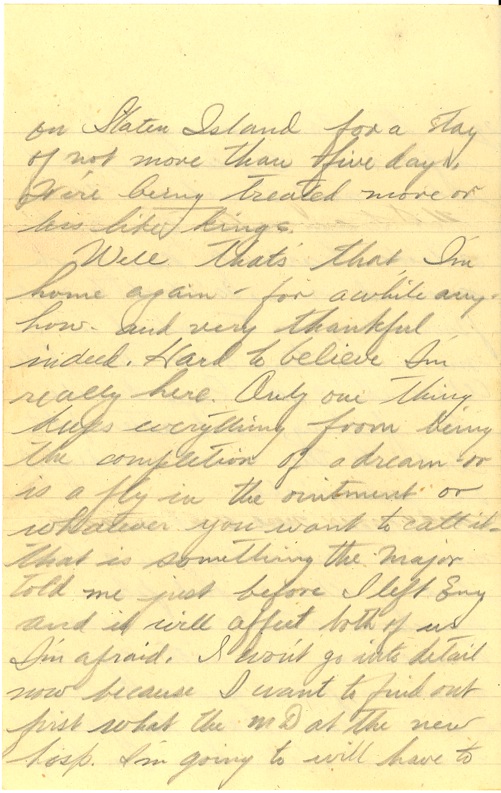 on Staten Island for a stay
of not more than five days.
We're being treated more or
less like kings.
Well that's that, I'm
home again - for awhile any-
how - and very thankful
indeed. Hard to believe I'm
really here. Only one thing
keeps everything from being
the completion of a dream - or
is a fly in the ointment or
whatever you want to call it -
that is something the Major
told me just before I left Eng
and it will affect both of us
I'm afraid. I won't go into detail
now because I want to find out
first what the MD at the new
hosp. I'm going to will have to